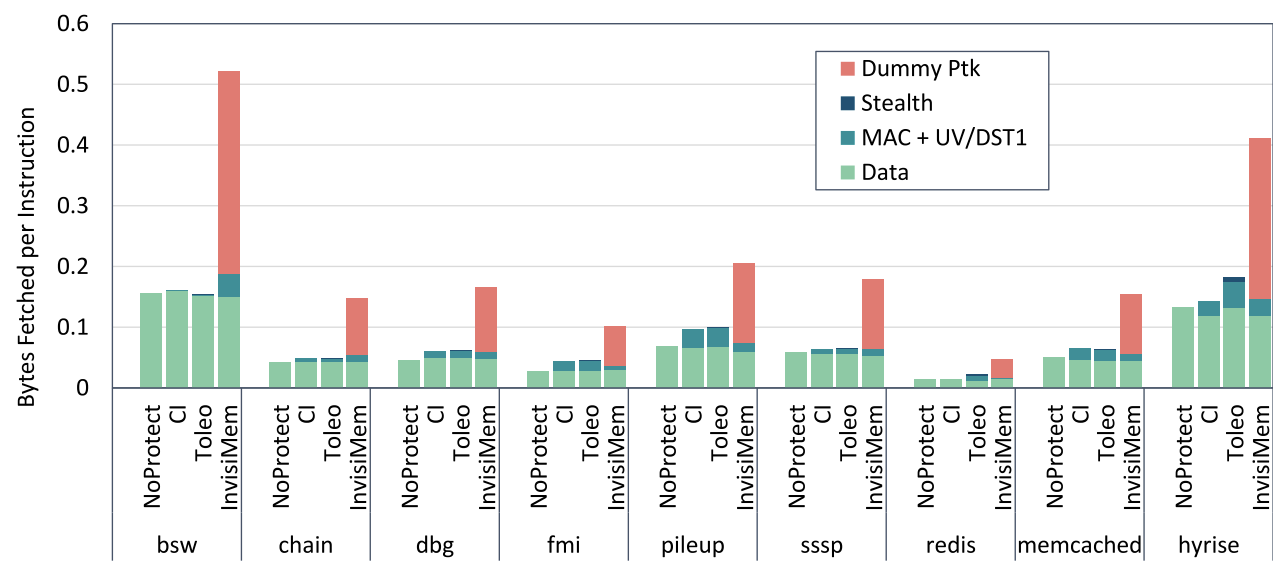 Bytes Fetched per Instruction
0.6
0.5
0.4
0.3
0.2
0.1
0
Dummy Ptk
Stealth
MAC + UV/DST1
Data
NoProtect
CI
Toleo
InvisiMem
NoProtect
CI
Toleo
InvisiMem
NoProtect
CI
Toleo
InvisiMem
NoProtect
CI
Toleo
InvisiMem
NoProtect
CI
Toleo
InvisiMem
NoProtect
CI
Toleo
InvisiMem
NoProtect
CI
Toleo
InvisiMem
NoProtect
CI
Toleo
InvisiMem
NoProtect
CI
Toleo
InvisiMem
bsw
chain
dbg
fmi
pileup
sssp
redis
memcached
hyrise